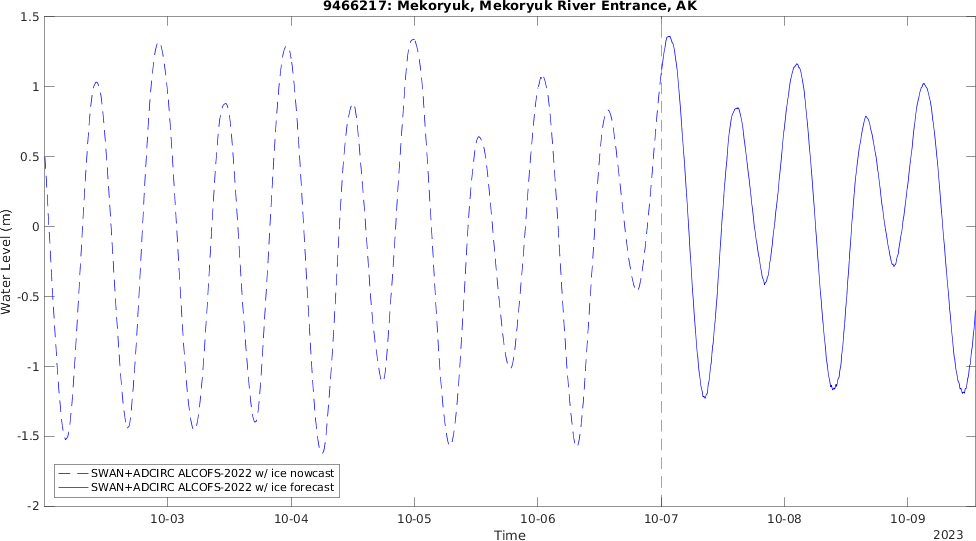 9466217: Mekoryuk, Mekoryuk River Entrance, AK
1.5
1
0.5
0
-0.5
-1
-1.5
-2
Water Level (m)
SWAN+ADCIRC ALCOFS-2022 w/ ice nowcast
SWAN+ADCIRC ALCOFS-2022 w/ ice forecast
10-03 10-04 10-05 10-06 10-07 10-08 10-09
Time
2023